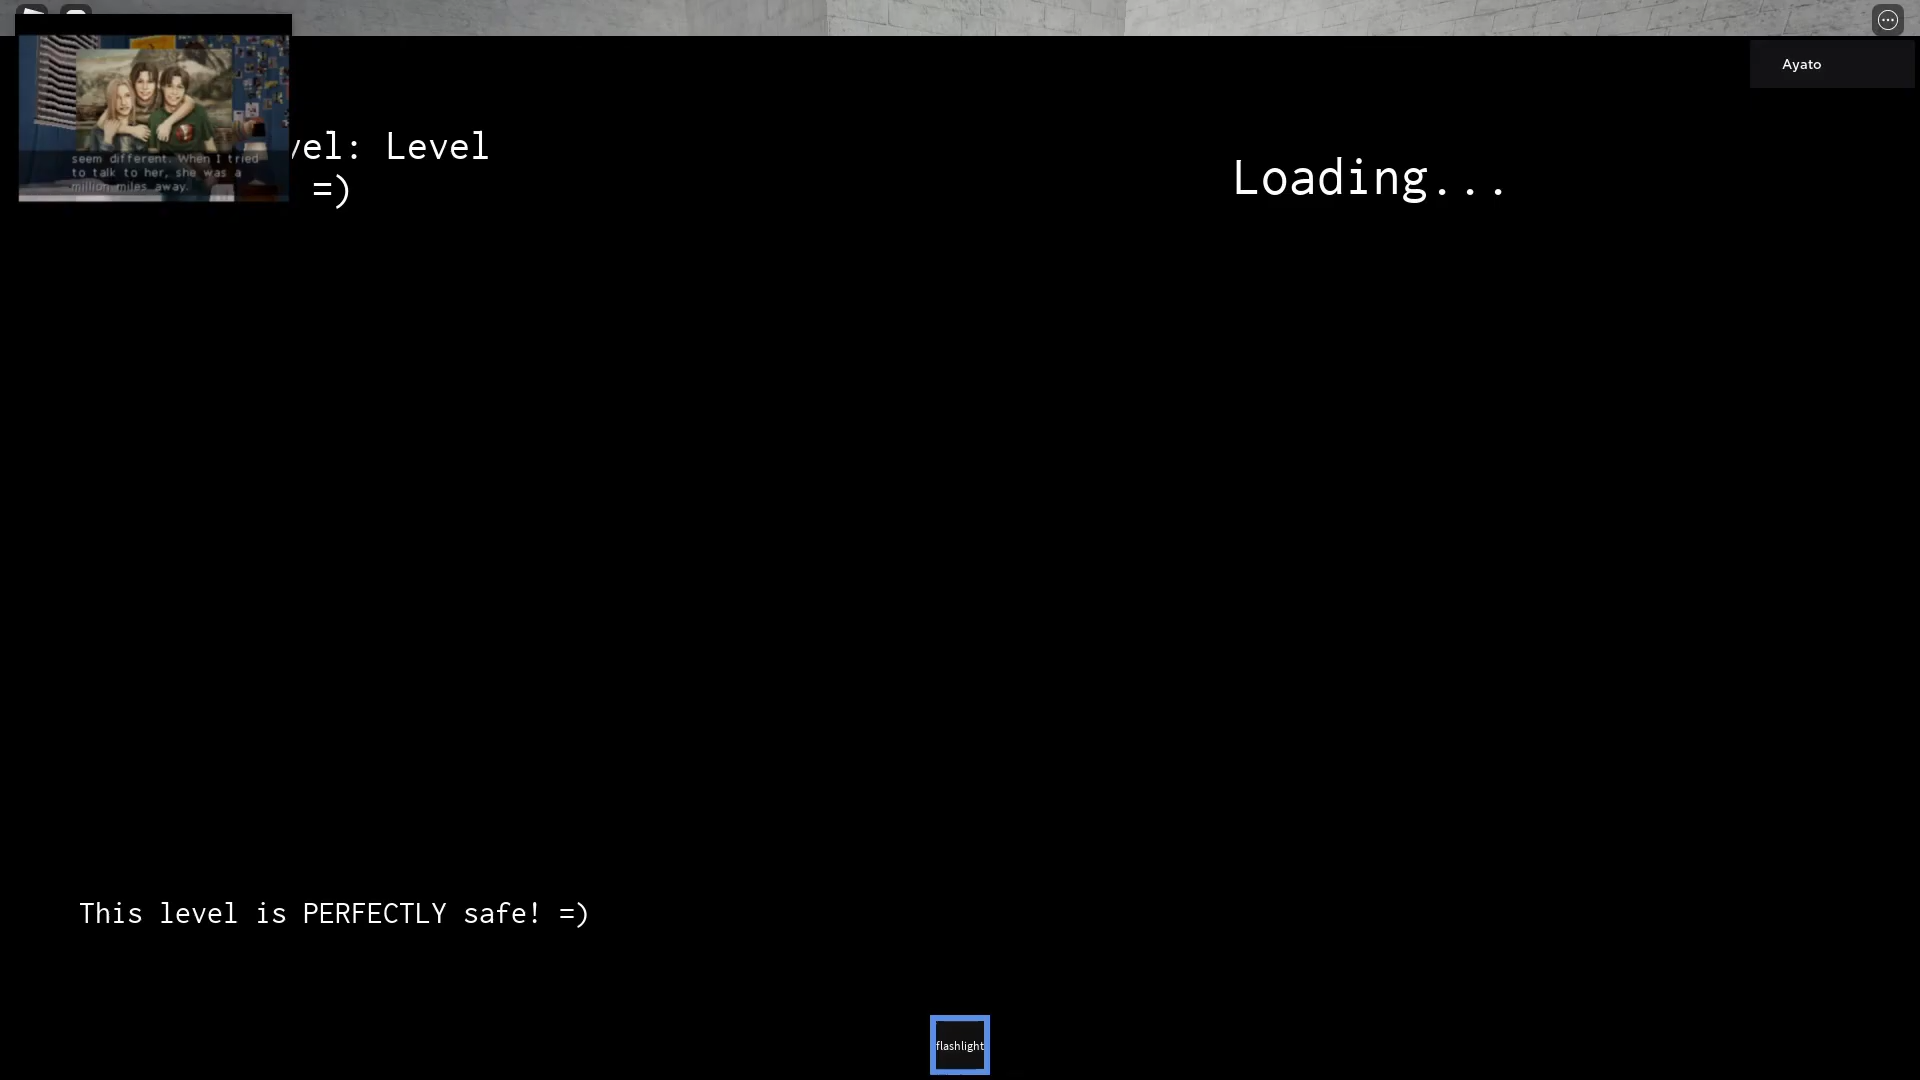 seem different. When I tried
to talk to her, she was a
million miles away.
vel: Level
=)
Loading...
Ayato
This level is PERFECTLY safe! =)
flashlight